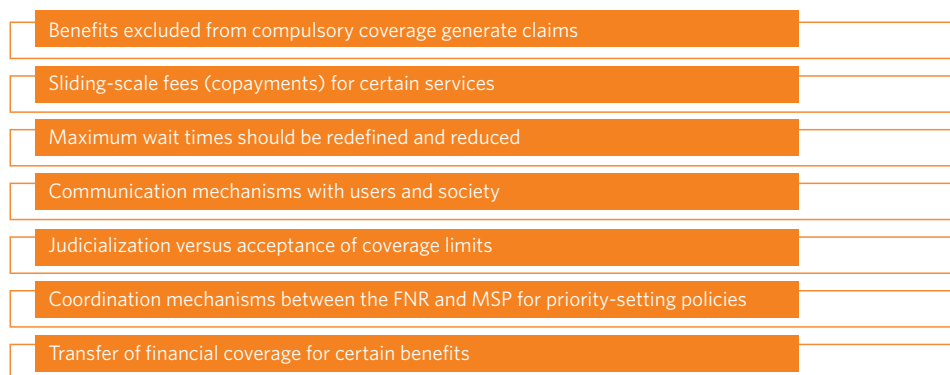 Benefits excluded from compulsory coverage generate claims
Sliding-scale fees (copayments) for certain services
Maximum wait times should be redefined and reduced
Communication mechanisms with users and society
Judicialization versus acceptance of coverage limits
Coordination mechanisms between the FNR and MSP for priority-setting policies
Transfer of financial coverage for certain benefits